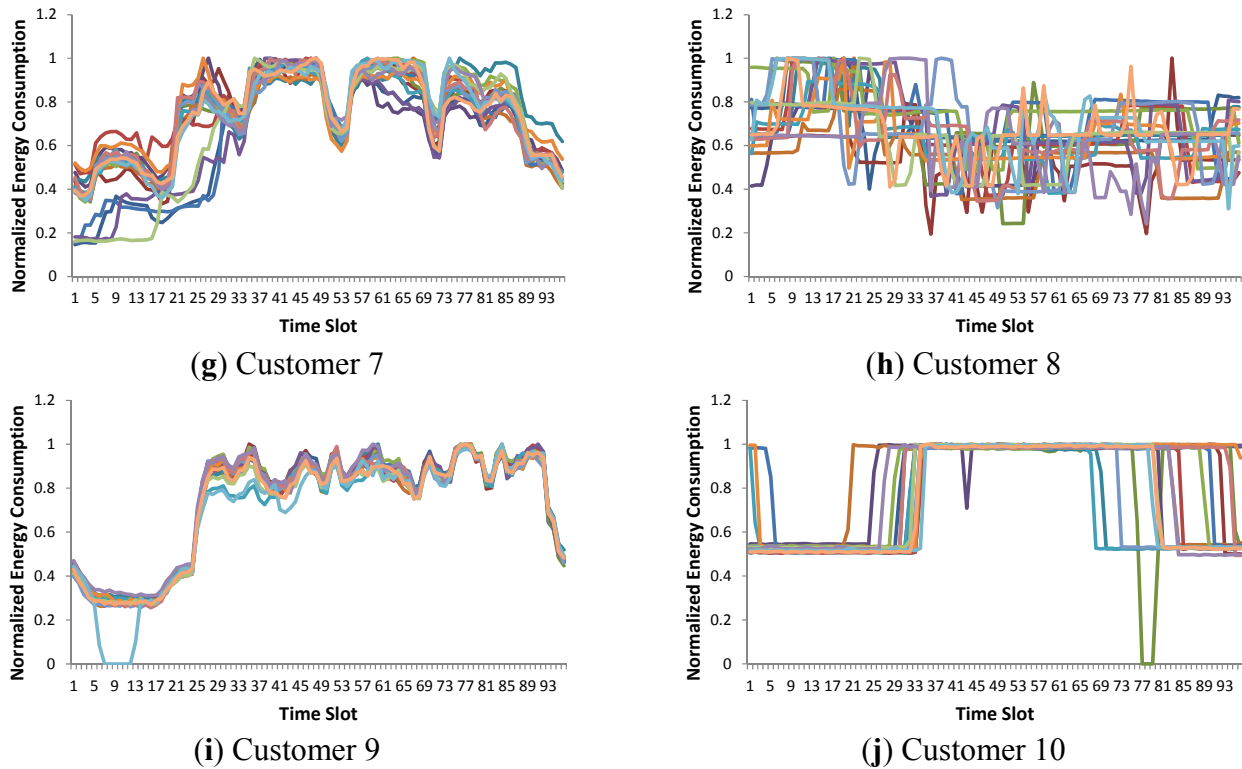 Normalized Energy Consumption
1.2
1
0.8
0.6
0.4
0.2
0
1 5 9 13 17 21 25 29 33 37 41 45 49 53 57 61 65 69 73 77 81 85 89 93
Time Slot
(g) Customer 7
Normalized Energy Consumption
1.2
1
0.8
0.6
0.4
0.2
0
1 5 9 13 17 21 25 29 33 37 41 45 49 53 57 61 65 69 73 77 81 85 89 93
Time Slot
(h) Customer 8
Normalized Energy Consumption
1.2
1
0.8
0.6
0.4
0.2
0
1 5 9 13 17 21 25 29 33 37 41 45 49 53 57 61 65 69 73 77 81 85 89 93
Time Slot
(i) Customer 9
Normalized Energy Consumption
1.2
1
0.8
0.6
0.4
0.2
0
1 5 9 13 17 21 25 29 33 37 41 45 49 53 57 61 65 69 73 77 81 85 89 93
Time Slot
(j) Customer 10